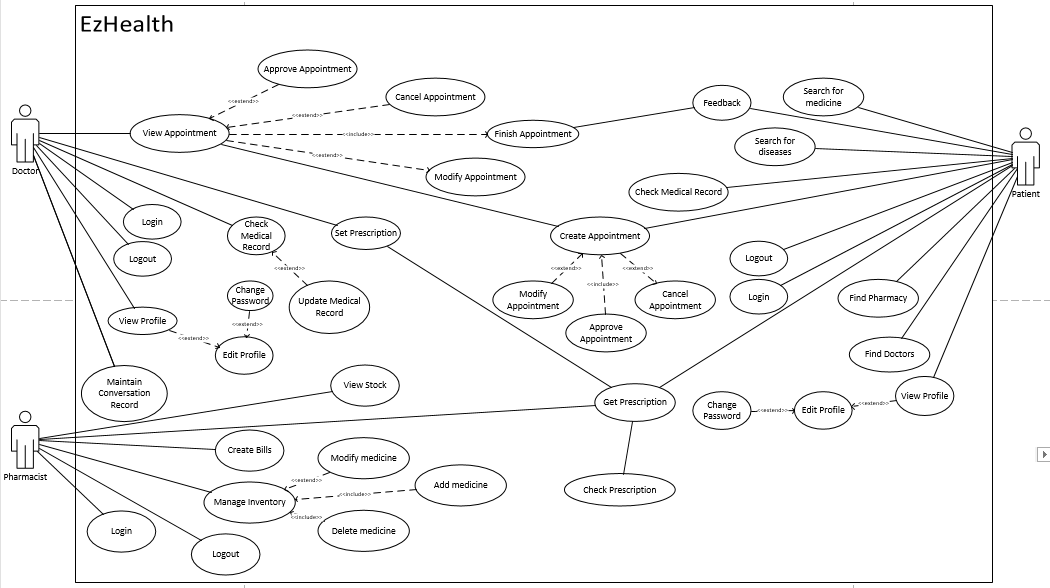 EzHealth
Approve Appointment
<<extend>>
Cancel Appointment
<<extend>>
Feedback
Search for
medicine
View Appointment
<<include>>
Finish Appointment
Search for
diseases
<<extend>>
Modify Appointment
Doctor
Patient
Check Medical Record
Login
Check
Medical
Record
Set Prescription
Create Appointment
Logout
<<extend>>
Logout
<<extend>>
<<include>>
<<extend>>
Change
Password
Update Medical
Record
Modify
Appointment
Cancel
Appointment
Login
Find Pharmacy
View Profile
<<extend>>
<<extend>>
Approve
Appointment
Edit Profile
Find Doctors
Maintain
Conversation
Record
View Stock
Get Prescription
Change
Password
<<extend>>
Edit Profile
<<extend>>
View Profile
Pharmacist
Create Bills
Modify medicine
<<extend>>
Add medicine
<<include>>
Manage Inventory
Check Prescription
<<include>>
Delete medicine
Login
Logout